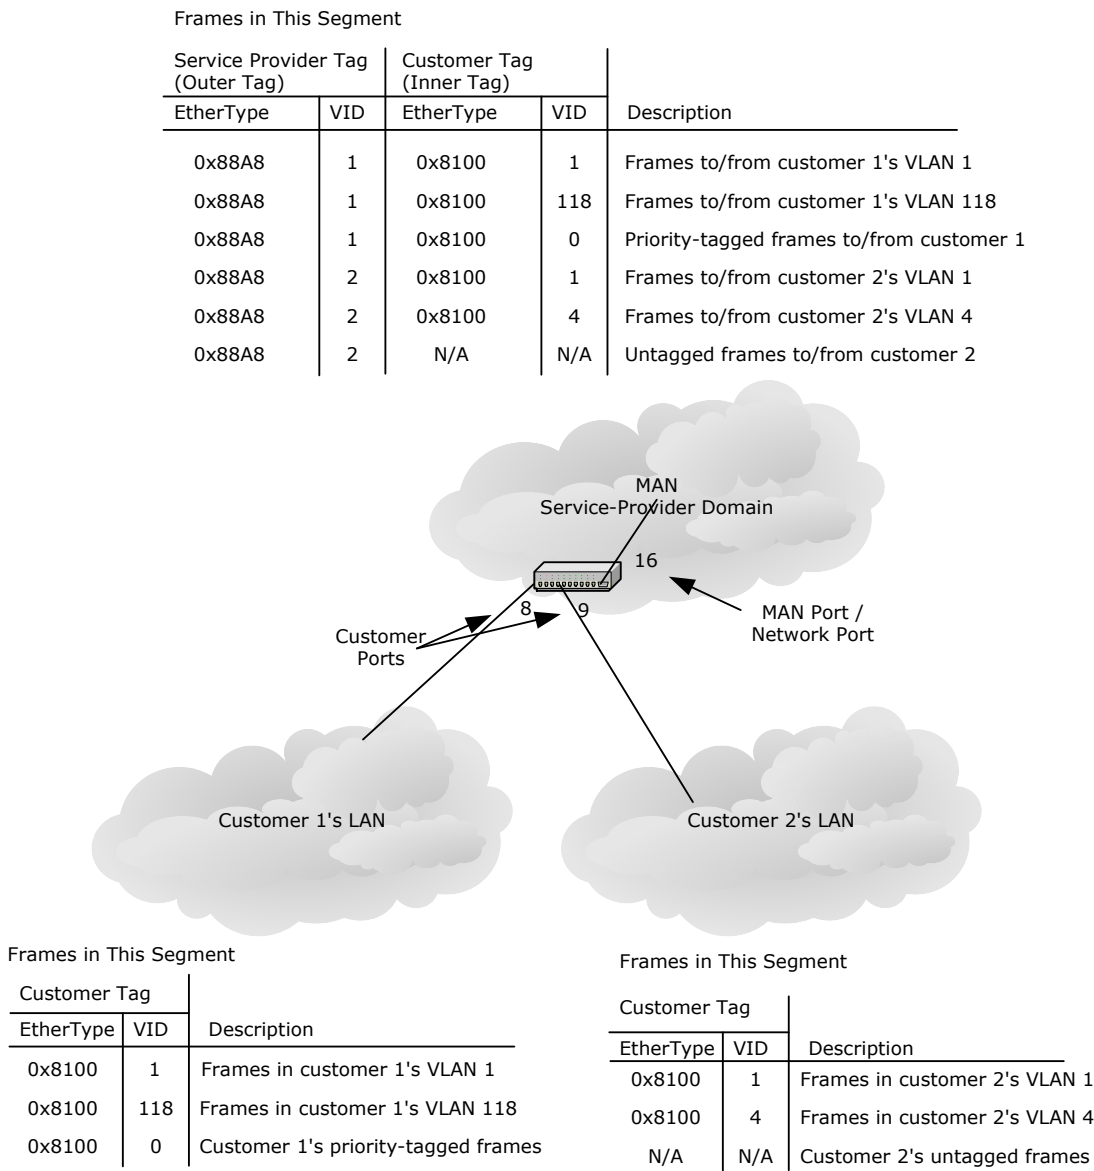 Frames in This Segment
Service Provider Tag (Outer Tag) Customer Tag (Inner Tag)
EtherType VID EtherType VID Description
0x88A8 1 0x8100 1 Frames to/from customer 1's VLAN 1
0x88A8 1 0x8100 118 Frames to/from customer 1's VLAN 118
0x88A8 1 0x8100 0 Priority-tagged frames to/from customer 1
0x88A8 2 0x8100 1 Frames to/from customer 2's VLAN 1
0x88A8 2 0x8100 4 Frames to/from customer 2's VLAN 4
0x88A8 2 N/A N/A Untagged frames to/from customer 2
MAN
Service-Provider Domain
16
8
9
MAN Port /
Network Port
Customer
Ports
Customer 1's LAN
Customer 2's LAN
Frames in This Segment
Customer Tag
EtherType VID Description
0x8100 1 Frames in customer 1's VLAN 1
0x8100 118 Frames in customer 1's VLAN 118
0x8100 0 Customer 1's priority-tagged frames
Frames in This Segment
Customer Tag
EtherType VID Description
0x8100 1 Frames in customer 2's VLAN 1
0x8100 4 Frames in customer 2's VLAN 4
N/A N/A Customer 2's untagged frames